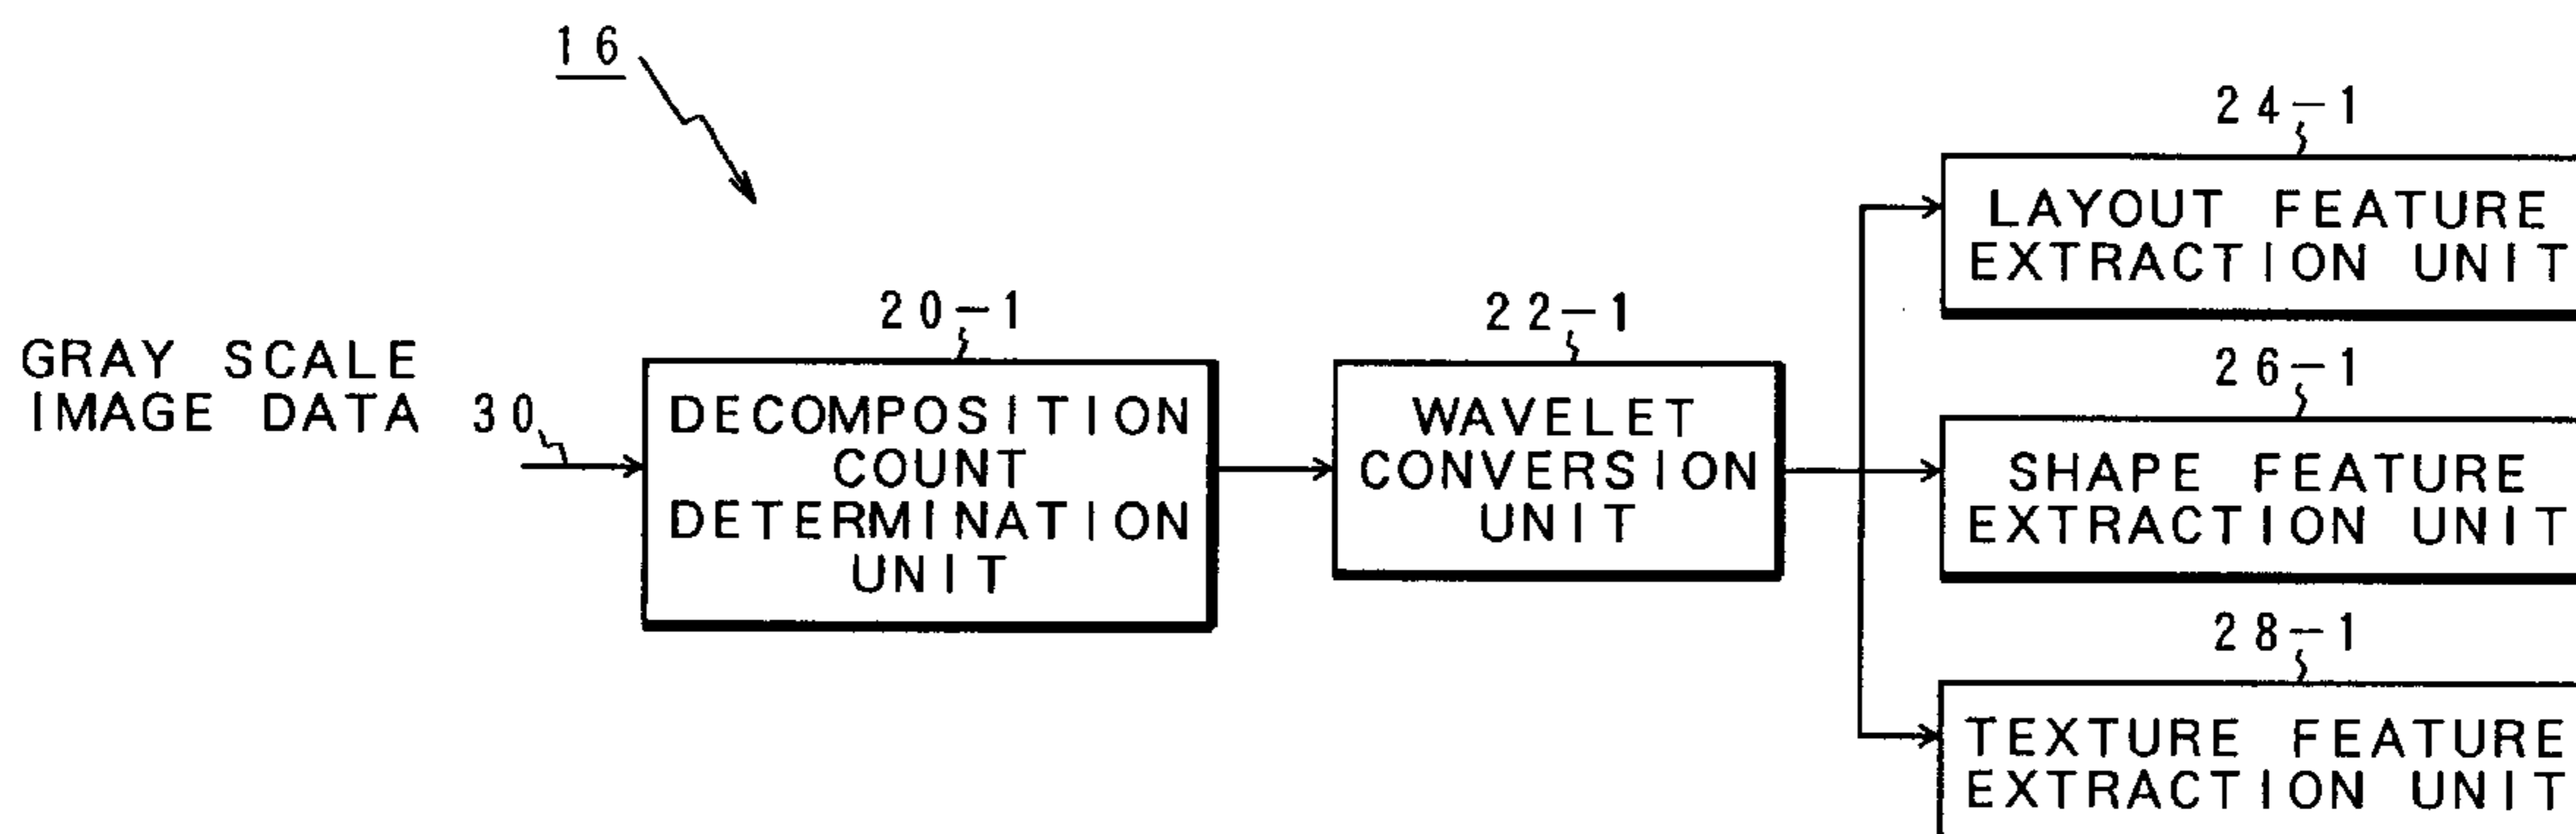 16
24-1
LAYOUT FEATURE
EXTRACTION UNIT
20-1
22-1
GRAY SCALE
IMAGE DATA 30
DECOMPOSITION
COUNT
DETERMINATION
UNIT
WAVELET
CONVERSION
UNIT
26-1
SHAPE FEATURE
EXTRACTION UNIT
28-1
TEXTURE FEATURE
EXTRACTION UNIT